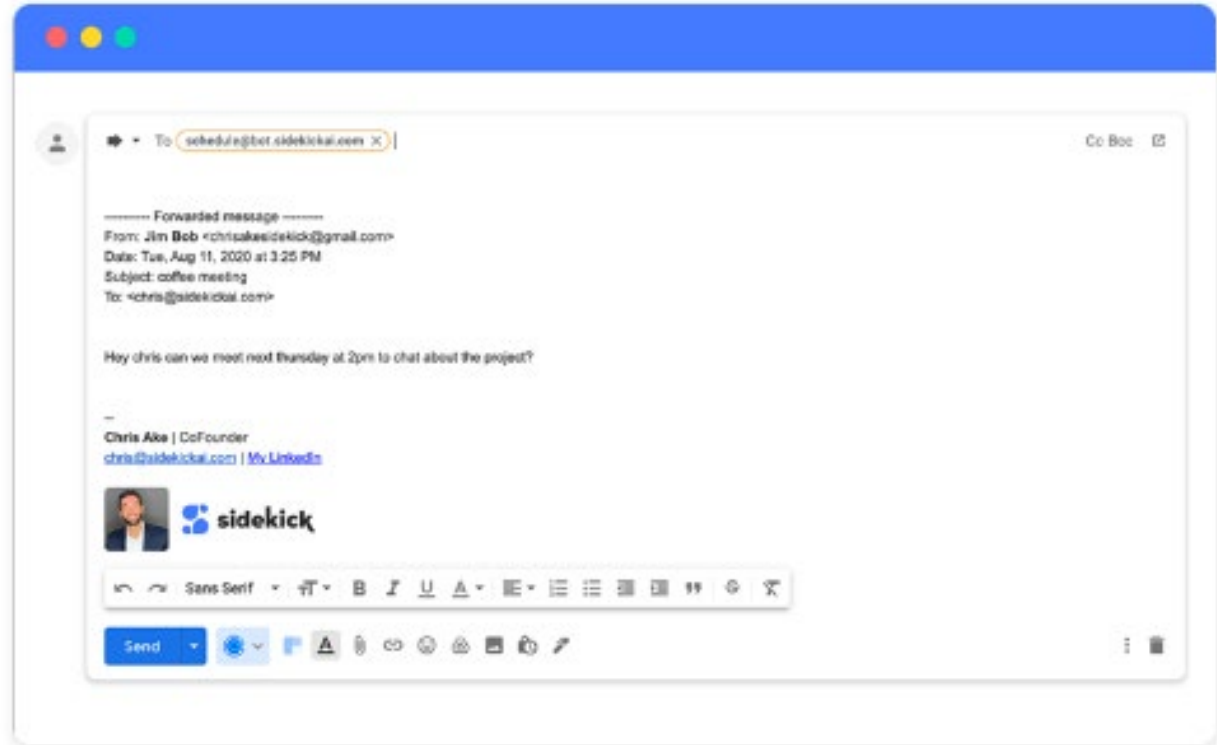 To schedule@bot.sidekickai.com ×
Cc Bcc
---------- Forwarded message --------
From: Jim Bob <chrisakesidekick@gmail.com>
Date: Tue, Aug 11, 2020 at 3:25 PM
Subject: coffee meeting
To: <chris@sidekickai.com>
Hey chris can we meet next thursday at 2pm to chat about the project?
--
Chris Ake | CoFounder
chris@sidekickai.com | My LinkedIn
sidekick
Sans Serif
Send